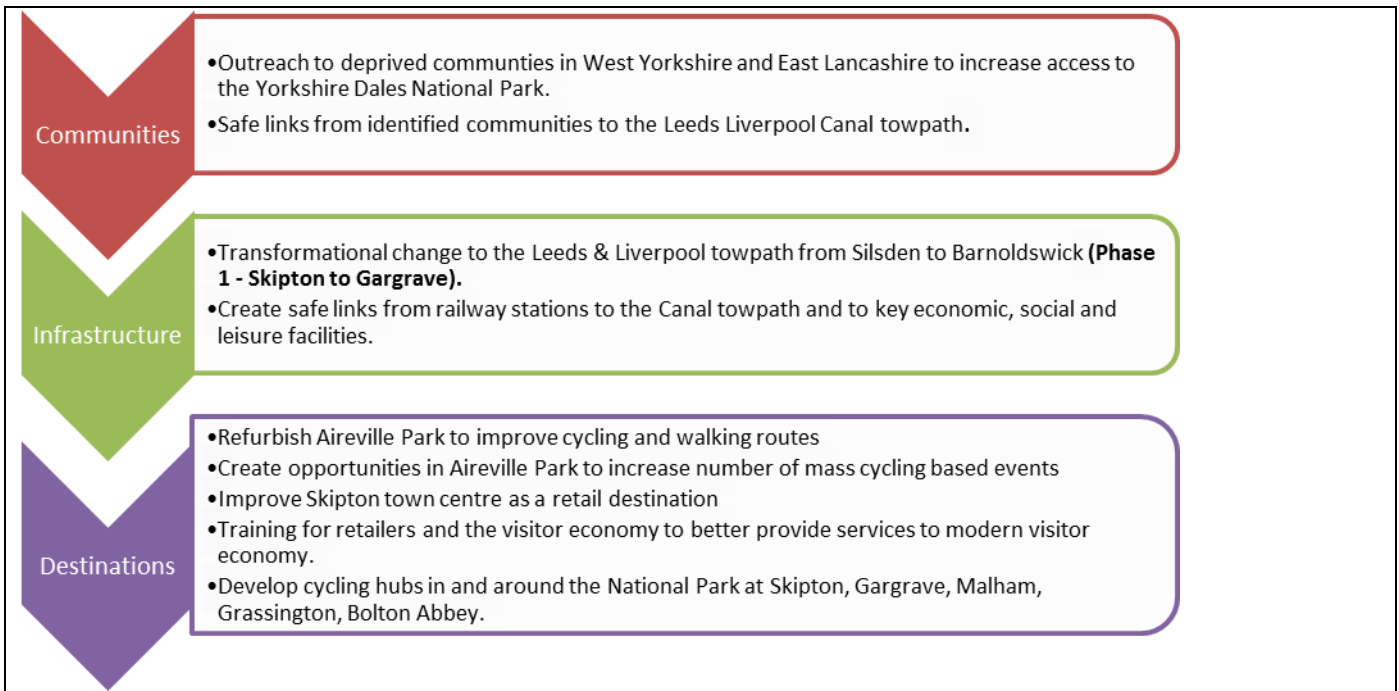 Communities
•Outreach to deprived communties in West Yorkshire and East Lancashire to increase access to
the Yorkshire Dales National Park.
•Safe links from identified communities to the Leeds Liverpool Canal towpath.
Infrastructure
•Transformational change to the Leeds & Liverpool towpath from Silsden to Barnoldswick (Phase
1 - Skipton to Gargrave).
•Create safe links from railway stations to the Canal towpath and to key economic, social and
leisure facilities.
Destinations
•Refurbish Aireville Park to improve cycling and walking routes
•Create opportunities in Aireville Park to increase number of mass cycling based events
•Improve Skipton town centre as a retail destination
•Training for retailers and the visitor economy to better provide services to modern visitor
economy.
•Develop cycling hubs in and around the National Park at Skipton, Gargrave, Malham,
Grassington, Bolton Abbey.